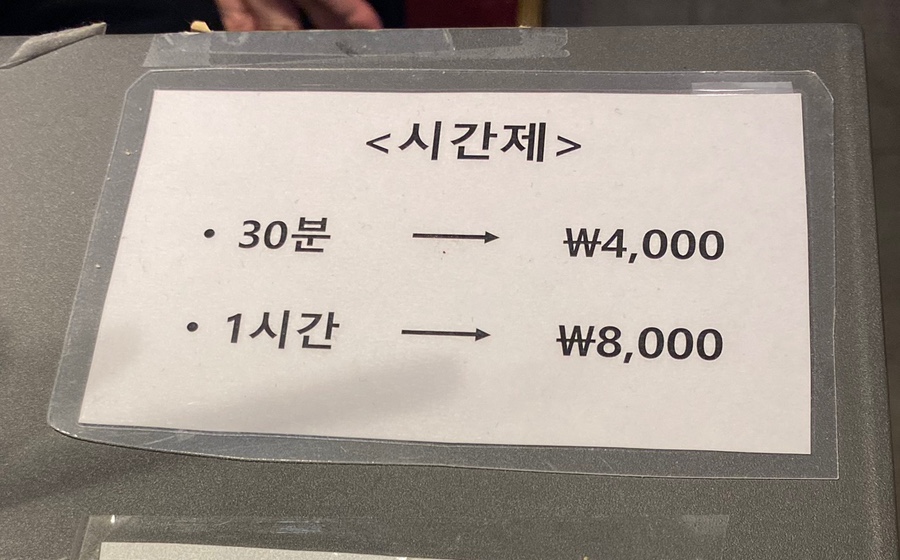 <시간제>
• 30분 → ₩4,000
• 1시간 → ₩8,000